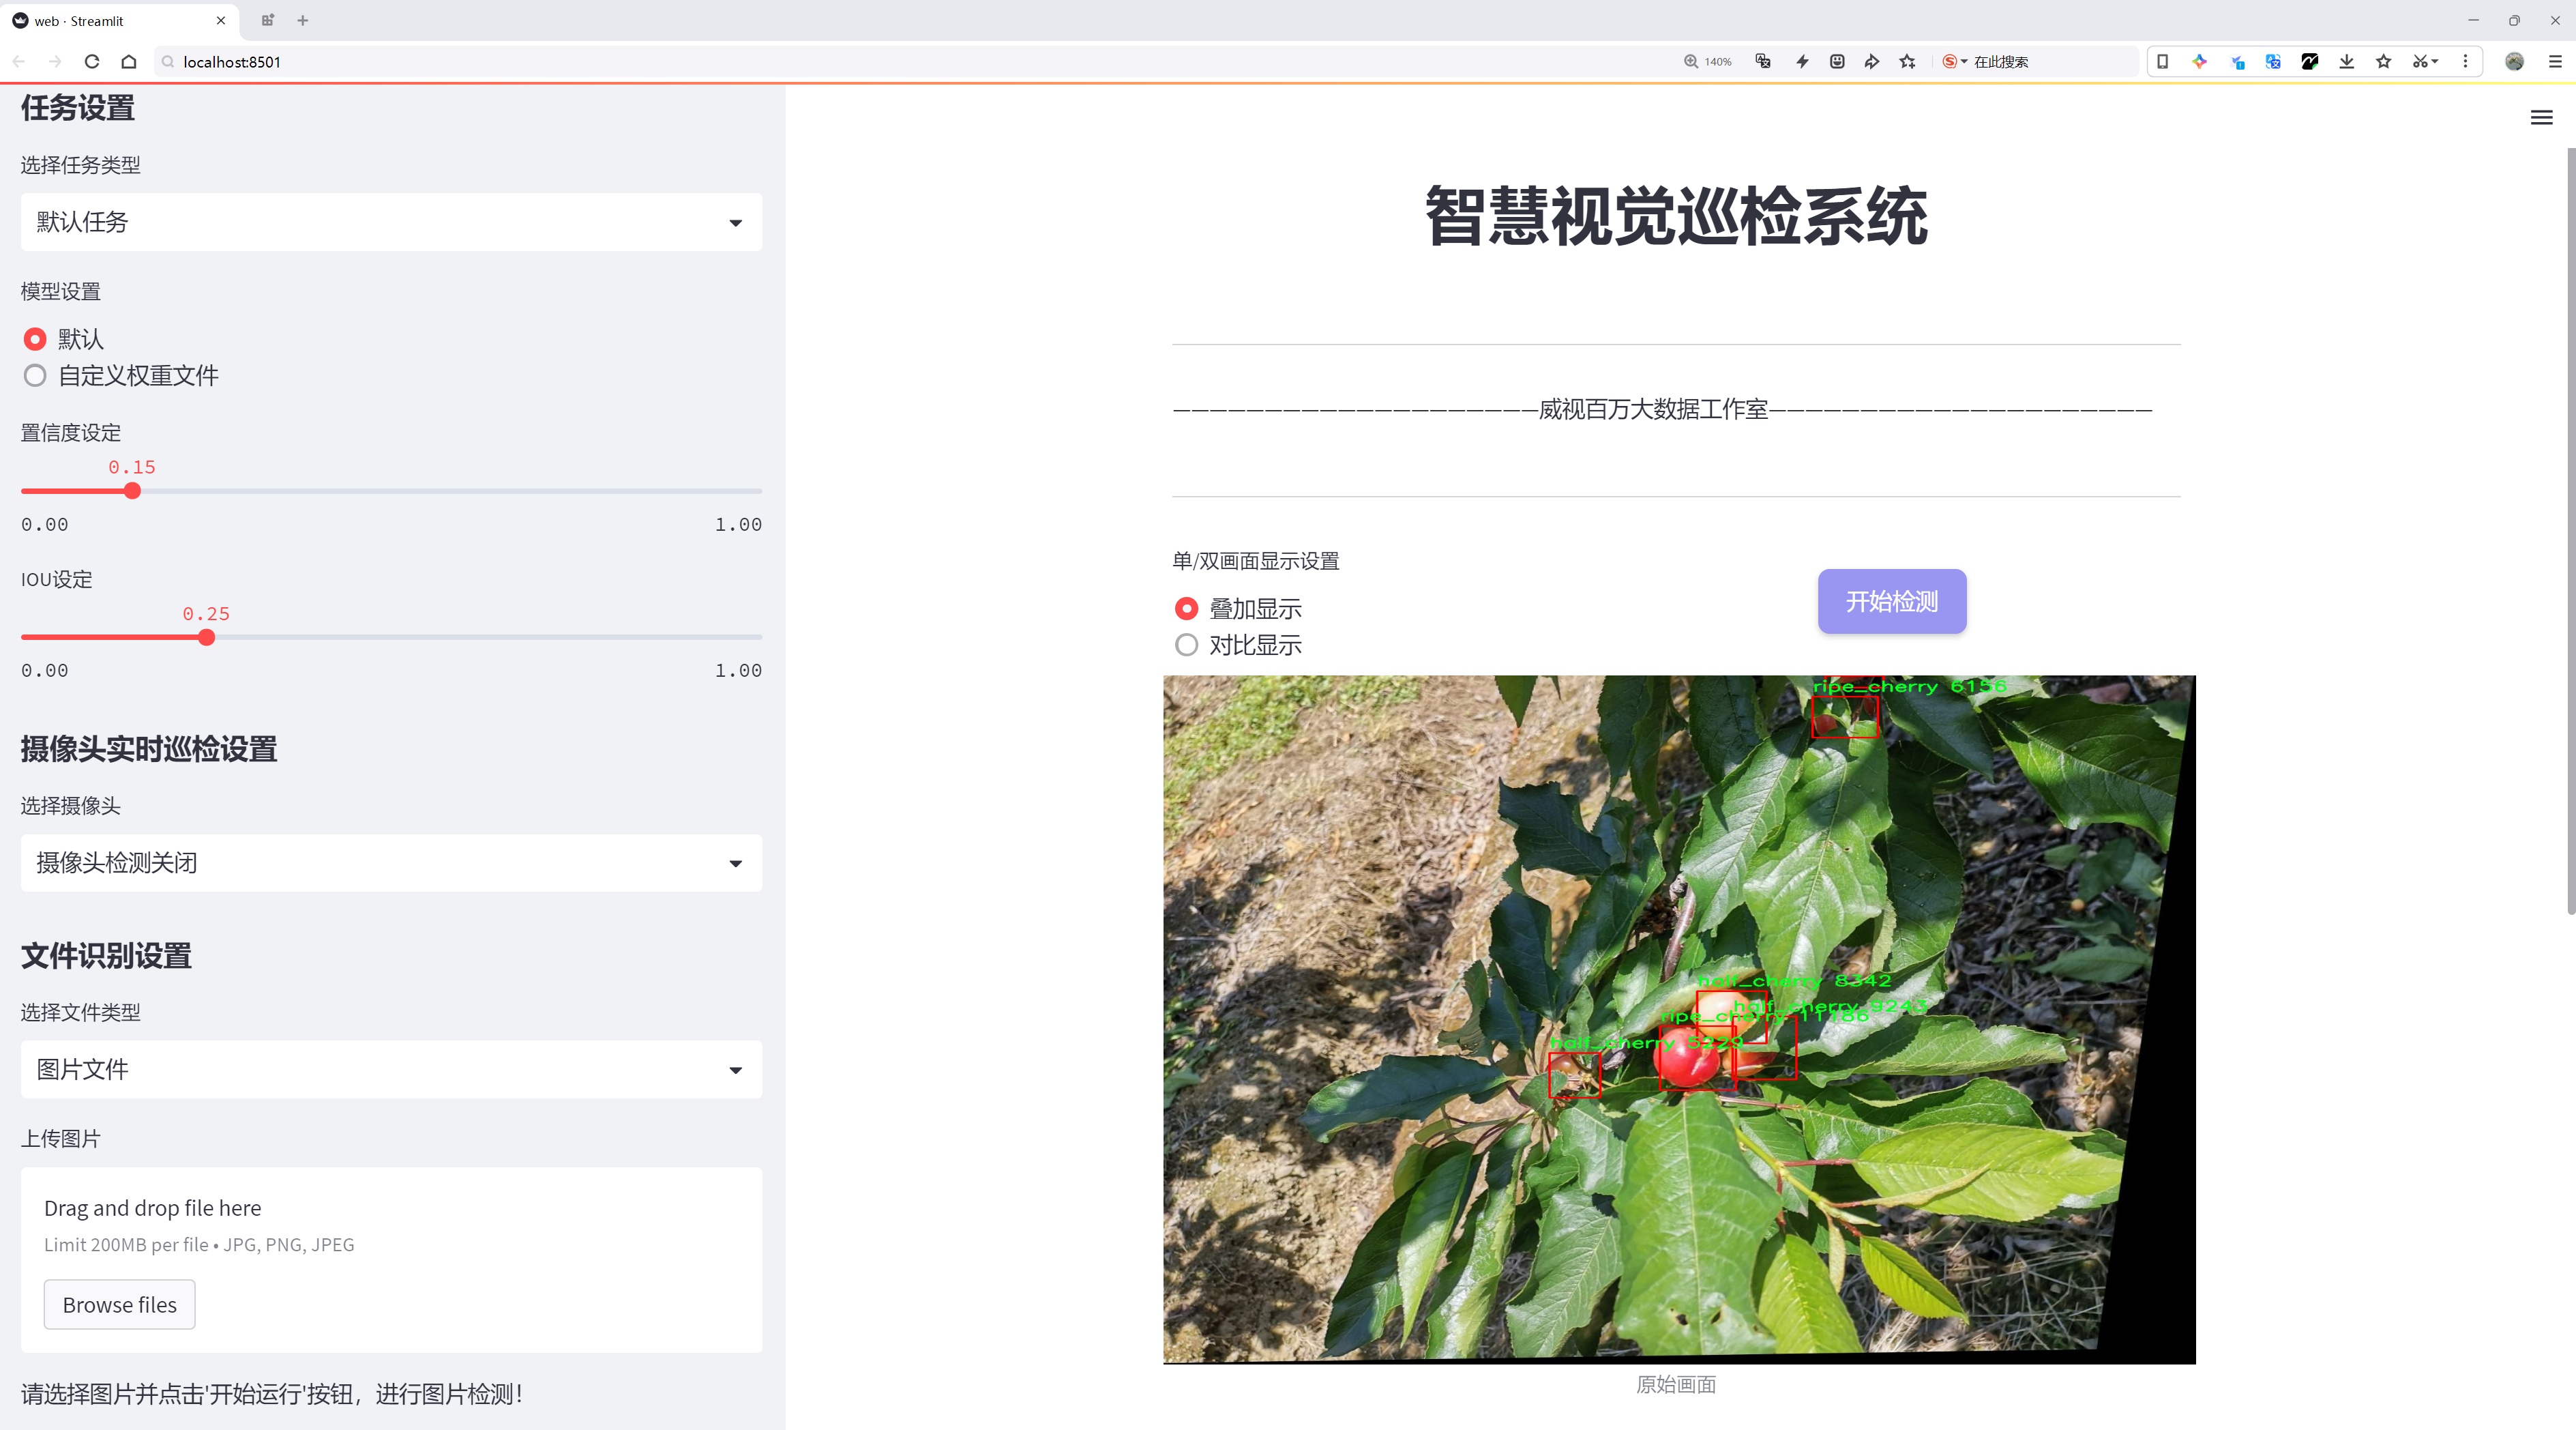 web · Streamlit
localhost:8501
140%
在此搜索
任务设置
选择任务类型
默认任务
模型设置
默认
自定义权重文件
置信度设定
0.15
0.00
1.00
IOU设定
0.25
0.00
1.00
摄像头实时巡检设置
选择摄像头
摄像头检测关闭
文件识别设置
选择文件类型
图片文件
上传图片
Drag and drop file here
Limit 200MB per file • JPG, PNG, JPEG
Browse files
请选择图片并点击'开始运行'按钮，进行图片检测！
智慧视觉巡检系统
————————————————————威视百万大数据工作室—————————————————————
单/双画面显示设置
叠加显示
对比显示
开始检测
ripe_cherry 6156
half_cherry 8342
half_cherry 9243
ripe_cherry 11186
half_cherry 5229
原始画面